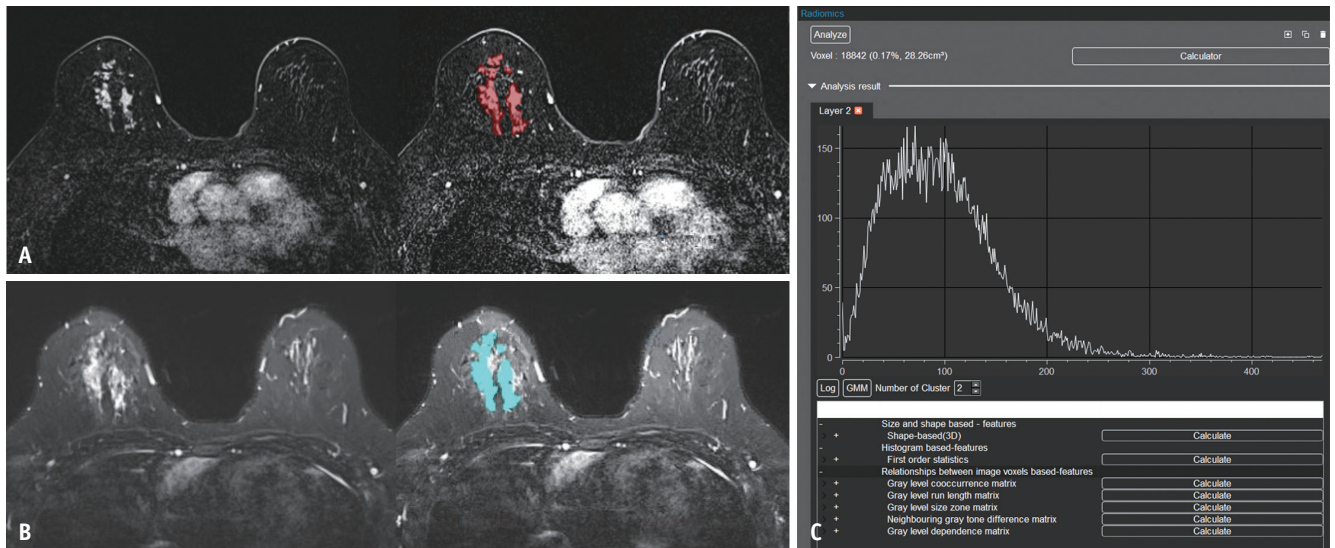 A
B
Radiomics
Analyze
Voxel : 18842 (0.17%, 28.26cm³)
Calculator
Analysis result
Layer 2
150
100
50
0
0
100
200
300
400
Log
GMM
Number of Cluster
2
- Size and shape based - features
+ Shape-based(3D) Calculate
- Histogram based-features
+ First order statistics Calculate
- Relationships between image voxels based-features
+ Gray level cooccurrence matrix Calculate
+ Gray level run length matrix Calculate
+ Gray level size zone matrix Calculate
+ Neighbouring gray tone difference matrix Calculate
+ Gray level dependence matrix Calculate
C